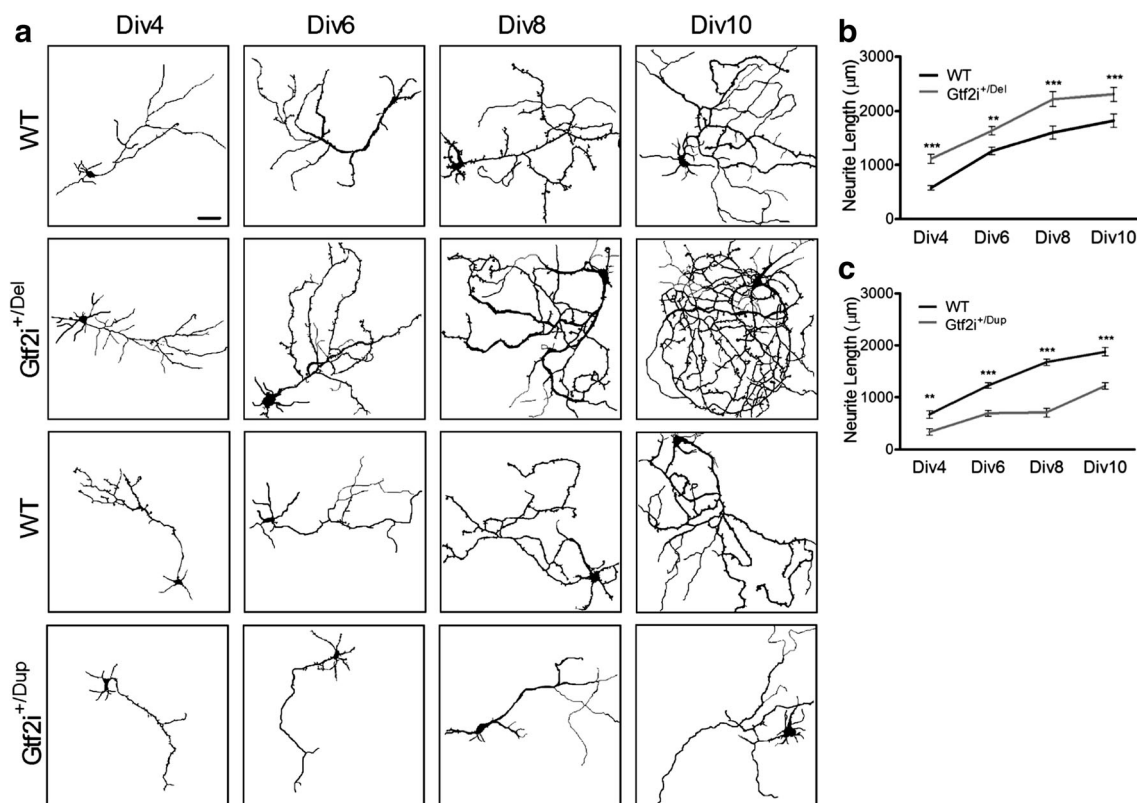 a
Div4 Div6 Div8 Div10
WT
Gtf2i+/Del
WT
Gtf2i+/Dup
b
3000
2000
1000
0
Neurite Length (µm)
WT
Gtf2i+/Del
***
**
***
***
Div4 Div6 Div8 Div10
c
3000
2000
1000
0
Neurite Length (µm)
WT
Gtf2i+/Dup
**
***
***
***
Div4 Div6 Div8 Div10